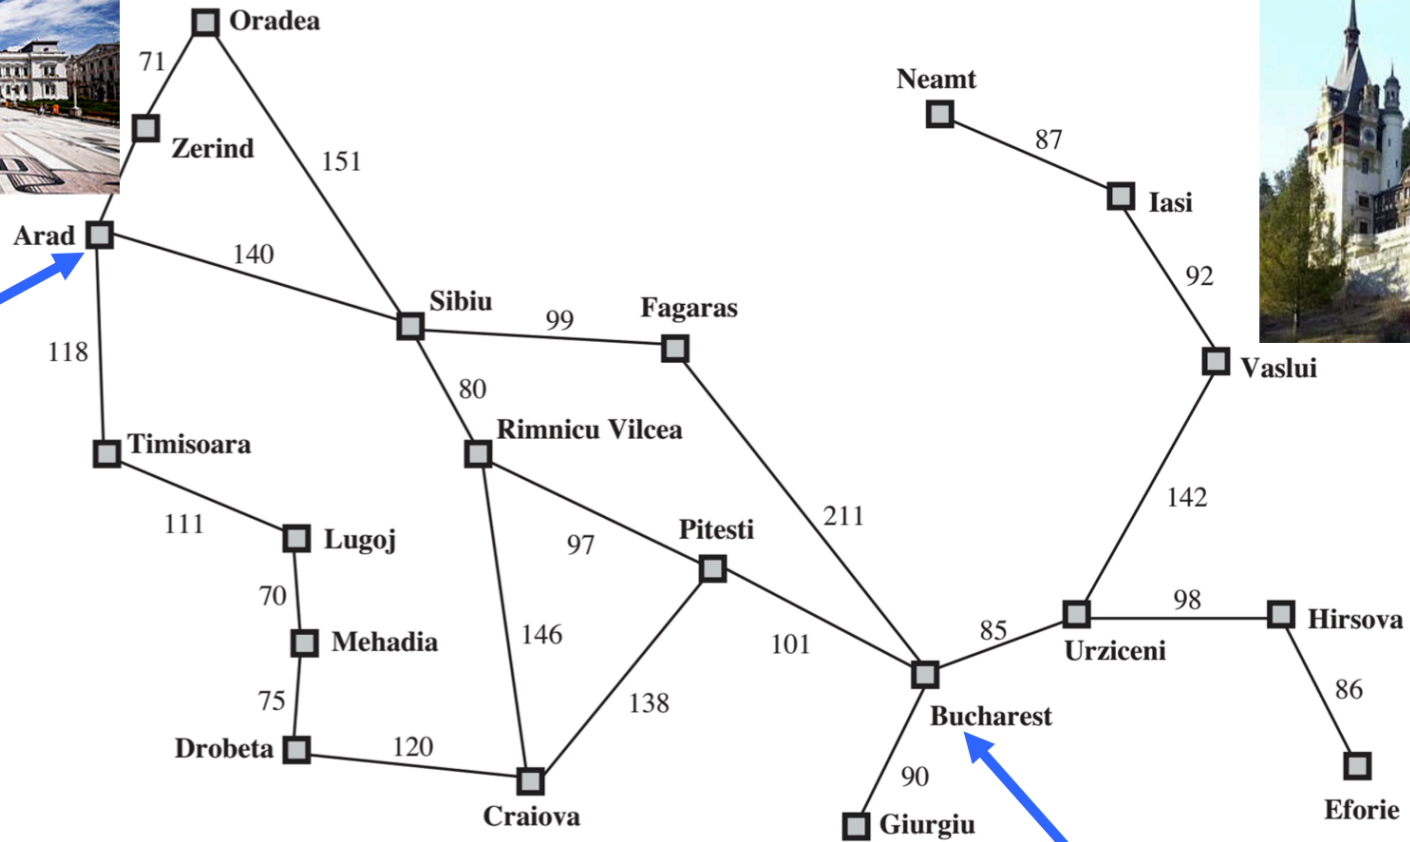 Oradea
71
Neamt
87
Zerind
151
Iasi
Arad
140
92
Sibiu
Fagaras
99
118
Vaslui
80
Timisoara
Rimnicu Vilcea
142
111
Lugoj
97
Pitesti
211
70
98
Hirsova
Mehadia
146
101
85
Urziceni
75
138
86
Bucharest
Drobeta
120
90
Craiova
Giurgiu
Eforie